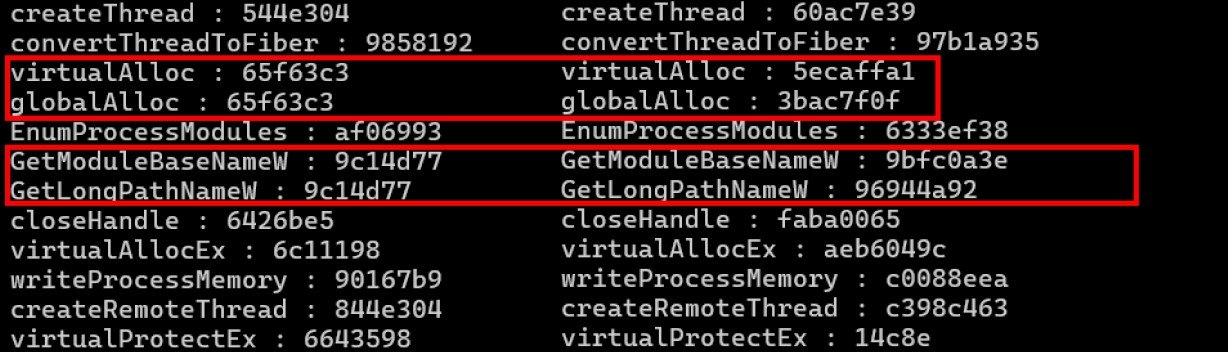 createThread : 544e304 createThread : 60ac7e39
convertThreadToFiber : 9858192 convertThreadToFiber : 97b1a935
virtualAlloc : 65f63c3 virtualAlloc : 5ecaffa1
globalAlloc : 65f63c3 globalAlloc : 3bac7f0f
EnumProcessModules : af06993 EnumProcessModules : 6333ef38
GetModuleBaseNameW : 9c14d77 GetModuleBaseNameW : 9bfc0a3e
GetLongPathNameW : 9c14d77 GetLongPathNameW : 96944a92
closeHandle : 6426be5 closeHandle : faba0065
virtualAllocEx : 6c11198 virtualAllocEx : aeb6049c
writeProcessMemory : 90167b9 writeProcessMemory : c0088eea
createRemoteThread : 844e304 createRemoteThread : c398c463
virtualProtectEx : 6643598 virtualProtectEx : 14c8e